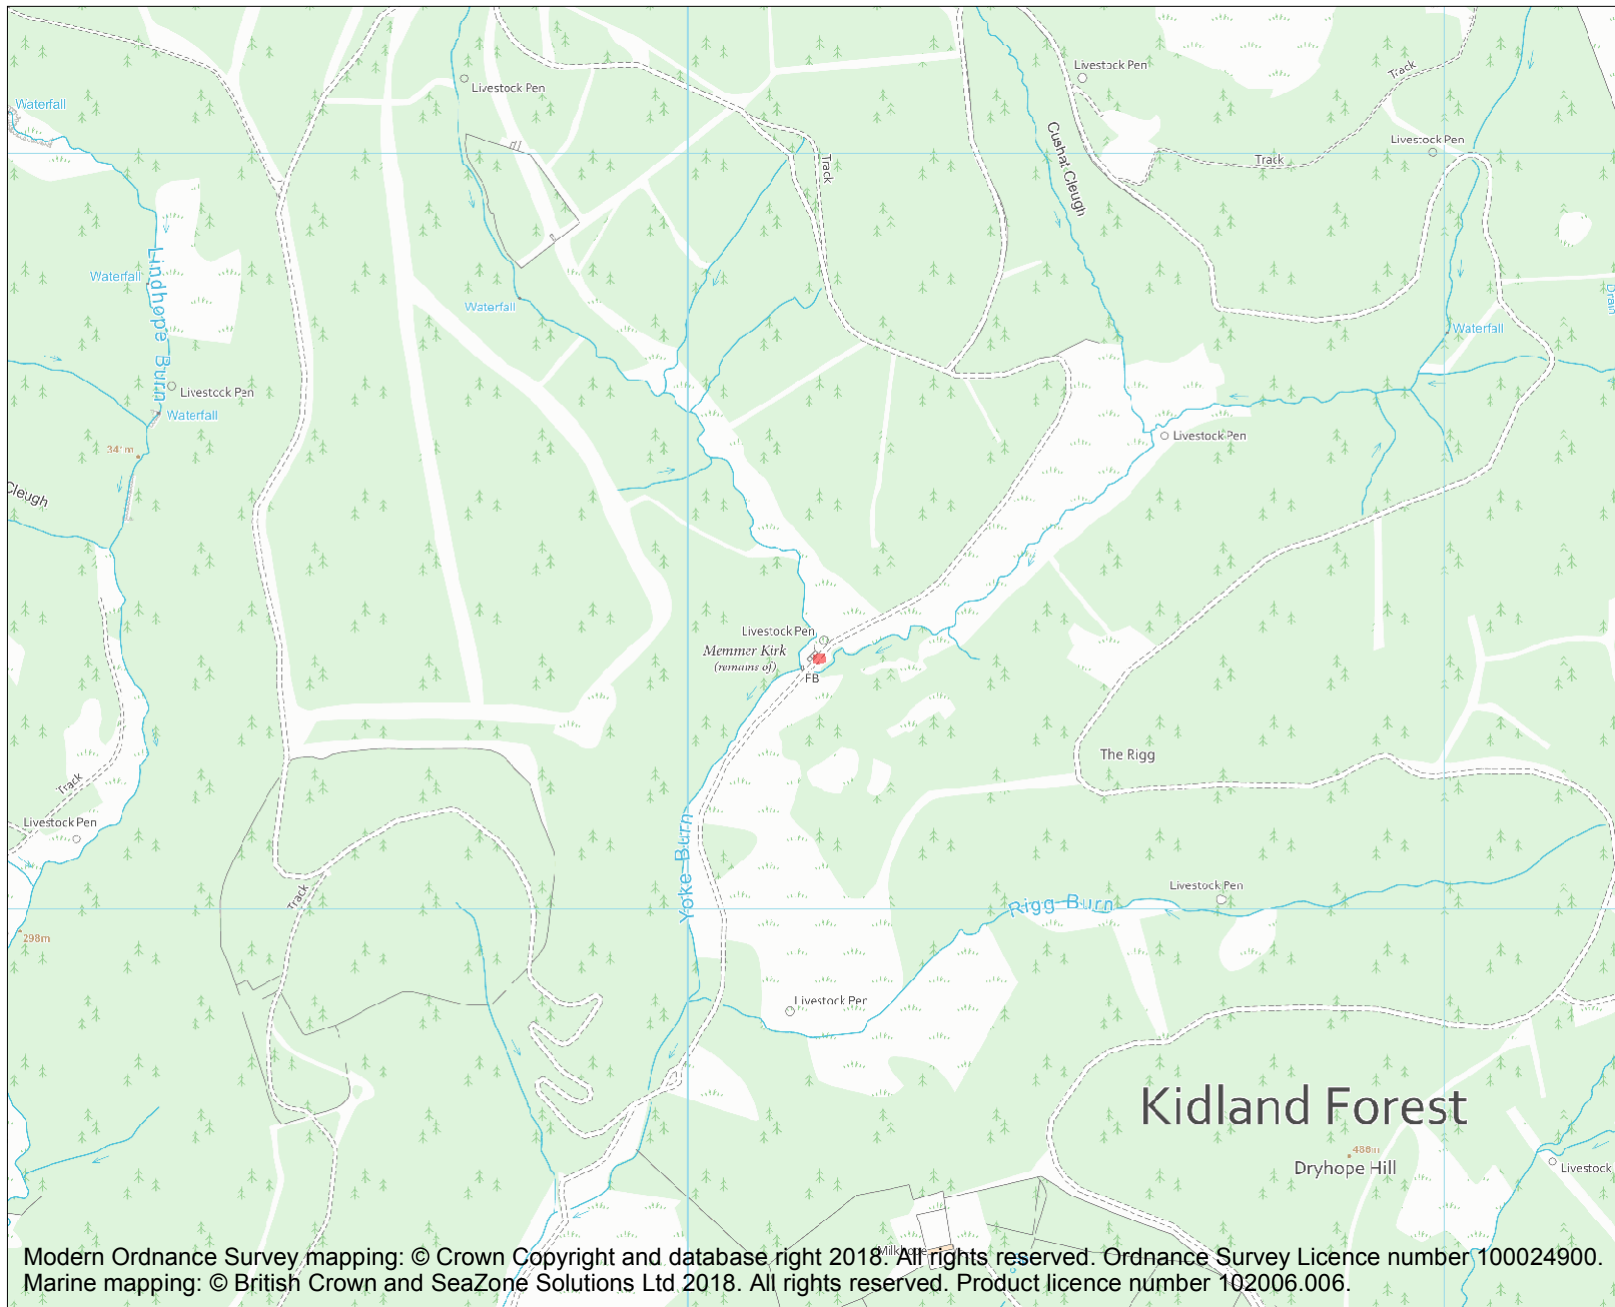 Livestock Pen
Track
Waterfall
Livestock Pen
Waterfall
Livestock Pen
Track
Cushat Cleugh
Track
Waterfall
Lindhope Burn
Waterfall
Waterfall
Livestock Pen
Waterfall
Livestock Pen
Cleugh
Livestock Pen
Memmer Kirk
(remains of)
FB
The Rigg
Track
Livestock Pen
Yoke Burn
Track
Livestock Pen
Rigg Burn
298m
Livestock Pen
Kidland Forest
Dryhope Hill
Livestock
Modern Ordnance Survey mapping: © Crown Copyright and database right 2018. All rights reserved. Ordnance Survey Licence number 100024900.
Marine mapping: © British Crown and SeaZone Solutions Ltd 2018. All rights reserved. Product licence number 102006.006.